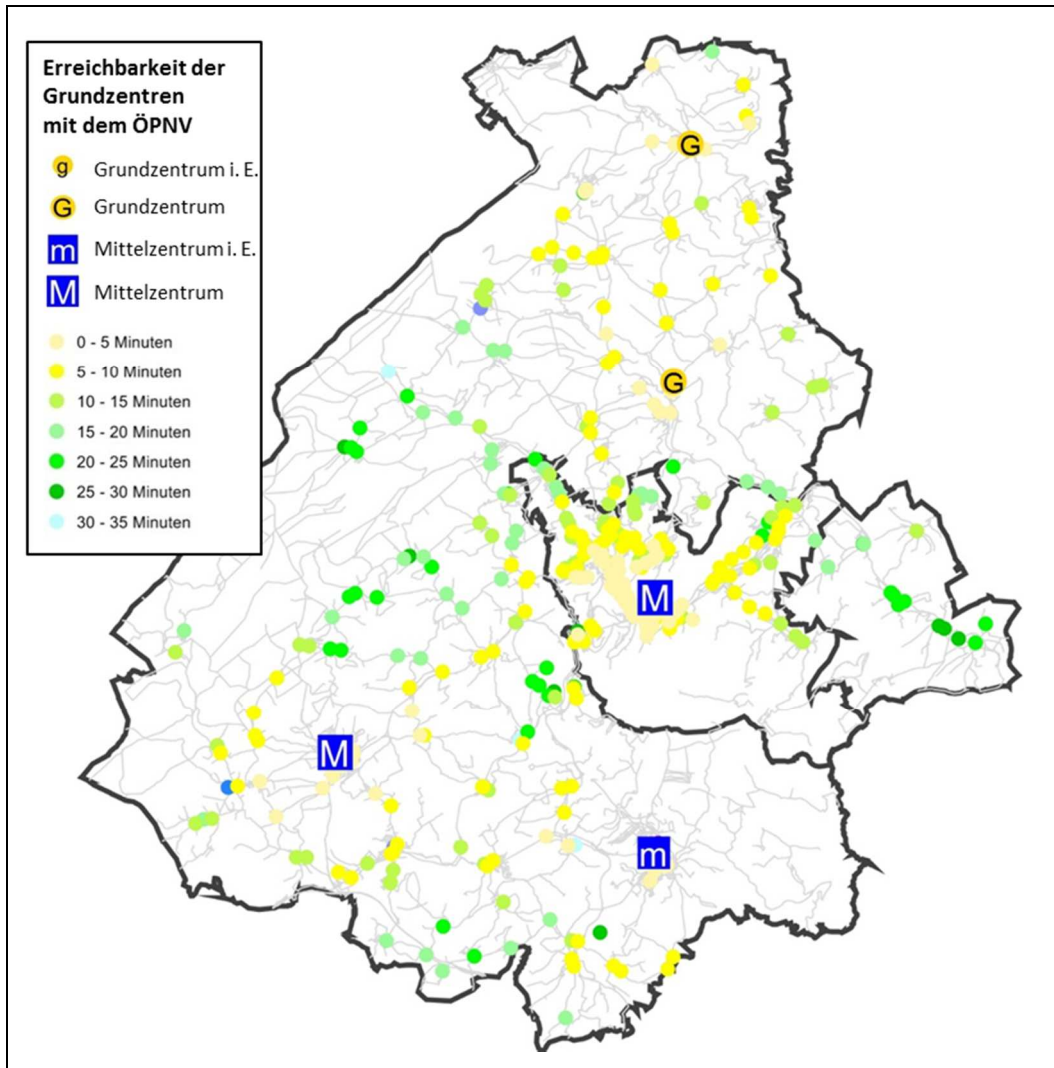 Erreichbarkeit der
Grundzentren
mit dem ÖPNV
g Grundzentrum i. E.
G Grundzentrum
m Mittelzentrum i. E.
M Mittelzentrum
0 - 5 Minuten
5 - 10 Minuten
10 - 15 Minuten
15 - 20 Minuten
20 - 25 Minuten
25 - 30 Minuten
30 - 35 Minuten
G
G
M
M
m